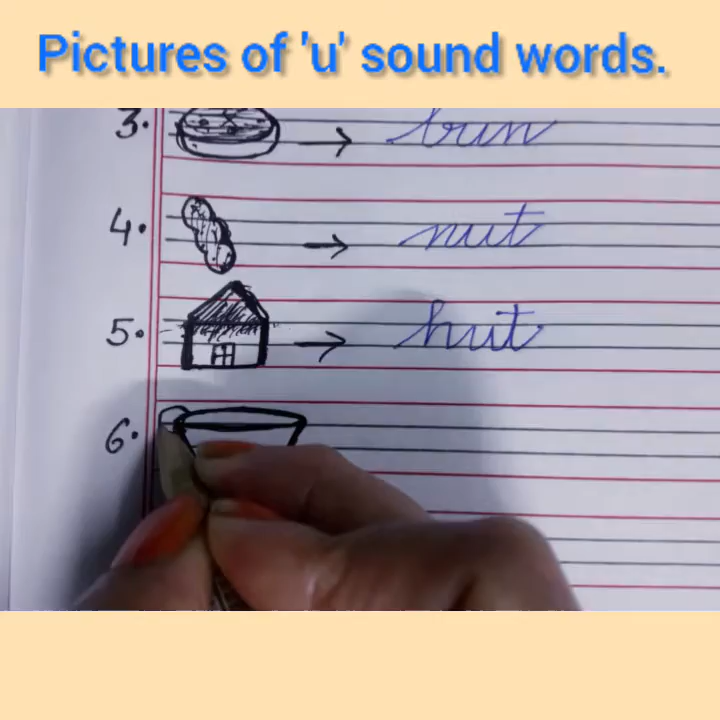 Pictures of 'u' sound words.
3. → bun
4. → nut
5. → hut
6.